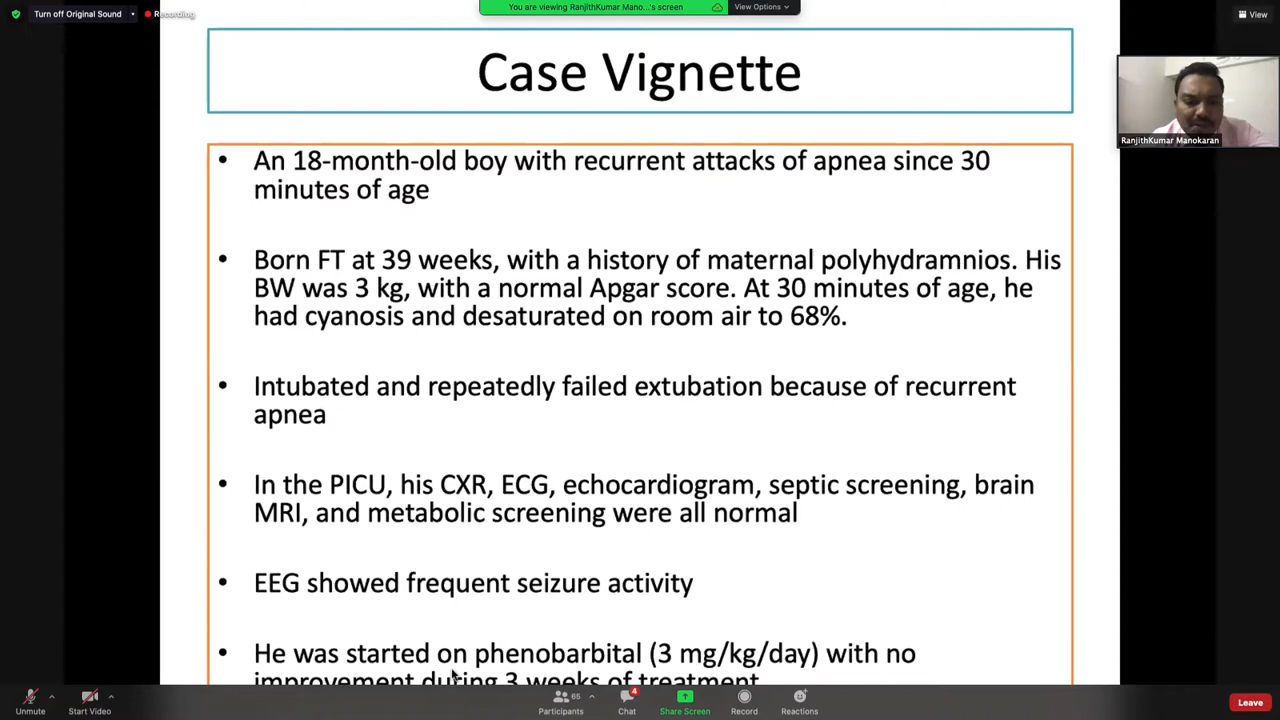 Turn off Original Sound
Recording
You are viewing RanjithKumar Mano...'s screen
View Options
View
Case Vignette
RanjithKumar Manokaran
• An 18-month-old boy with recurrent attacks of apnea since 30
minutes of age
• Born FT at 39 weeks, with a history of maternal polyhydramnios. His
BW was 3 kg, with a normal Apgar score. At 30 minutes of age, he
had cyanosis and desaturated on room air to 68%.
• Intubated and repeatedly failed extubation because of recurrent
apnea
• In the PICU, his CXR, ECG, echocardiogram, septic screening, brain
MRI, and metabolic screening were all normal
• EEG showed frequent seizure activity
• He was started on phenobarbital (3 mg/kg/day) with no
improvement during 3 weeks of treatment
Unmute
Start Video
65
Participants
4
Chat
Share Screen
Record
Reactions
Leave